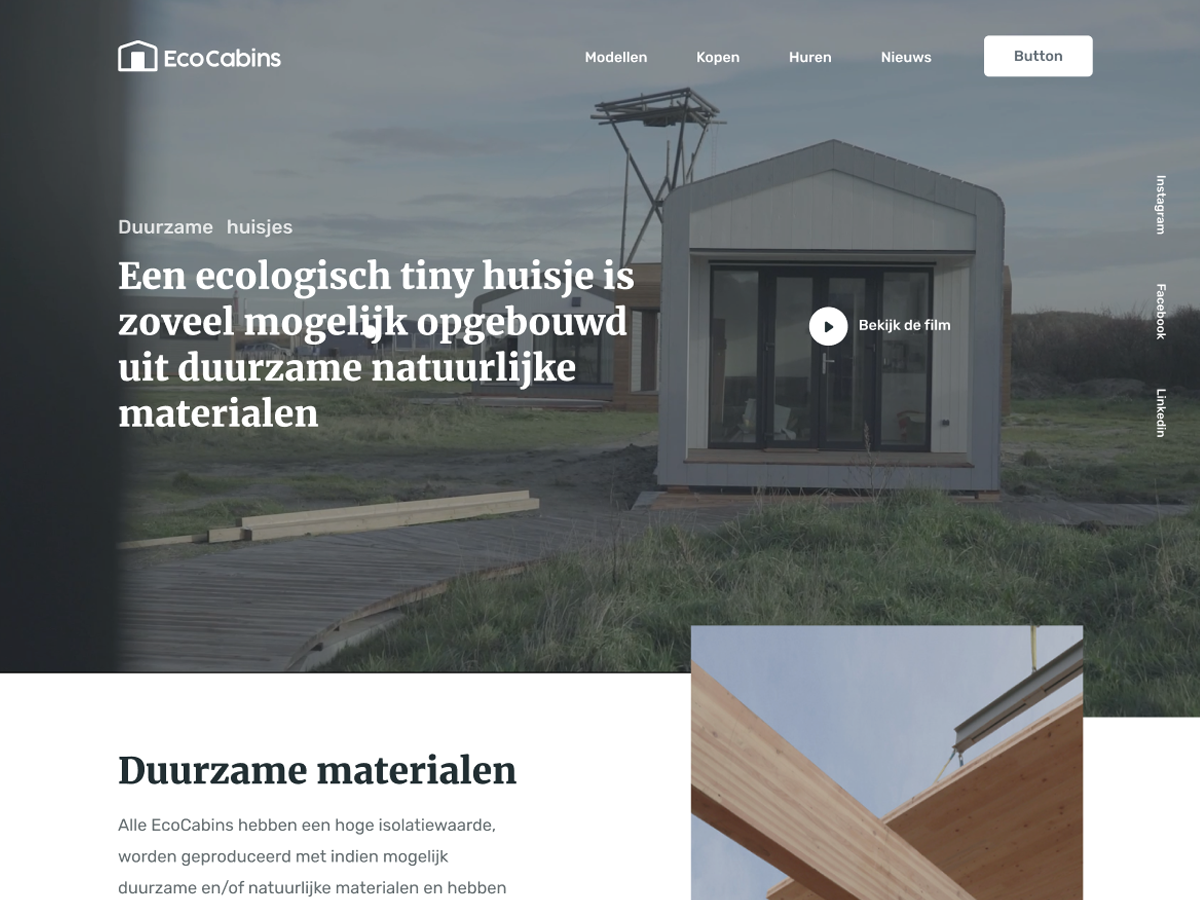 EcoCabins
Modellen
Kopen
Huren
Nieuws
Button
Instagram
Facebook
Linkedin
Duurzame huisjes
Een ecologisch tiny huisje is
zoveel mogelijk opgebouwd
uit duurzame natuurlijke
materialen
Bekijk de film
Duurzame materialen
Alle EcoCabins hebben een hoge isolatiewaarde,
worden geproduceerd met indien mogelijk
duurzame en/of natuurlijke materialen en hebben